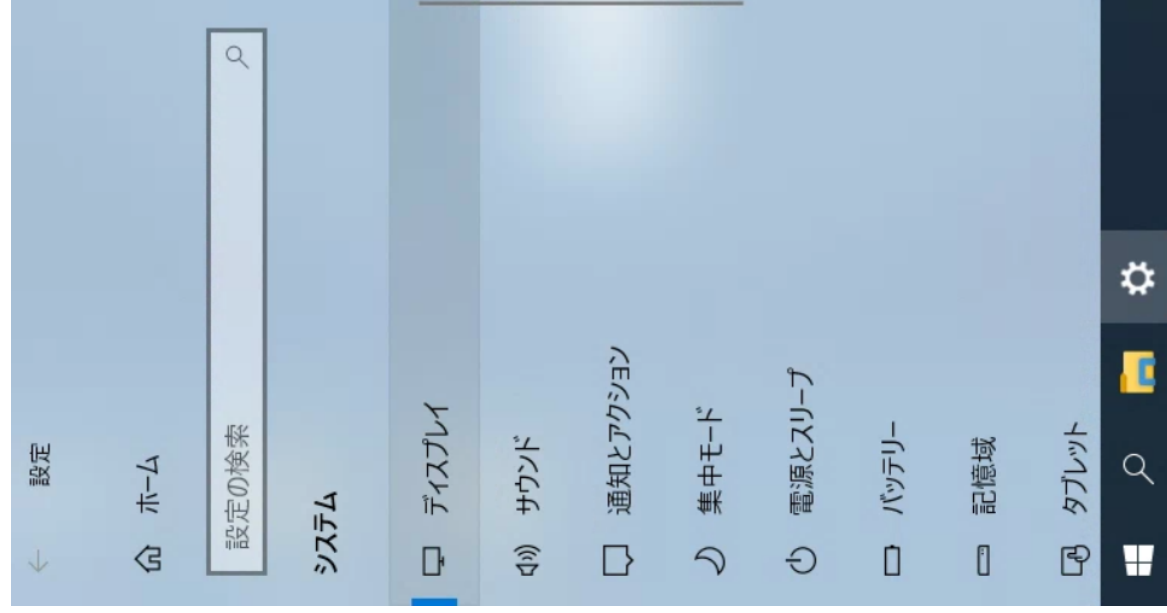 設定
ホーム
設定の検索
システム
ディスプレイ
サウンド
通知とアクション
集中モード
電源とスリープ
バッテリー
記憶域
タブレット